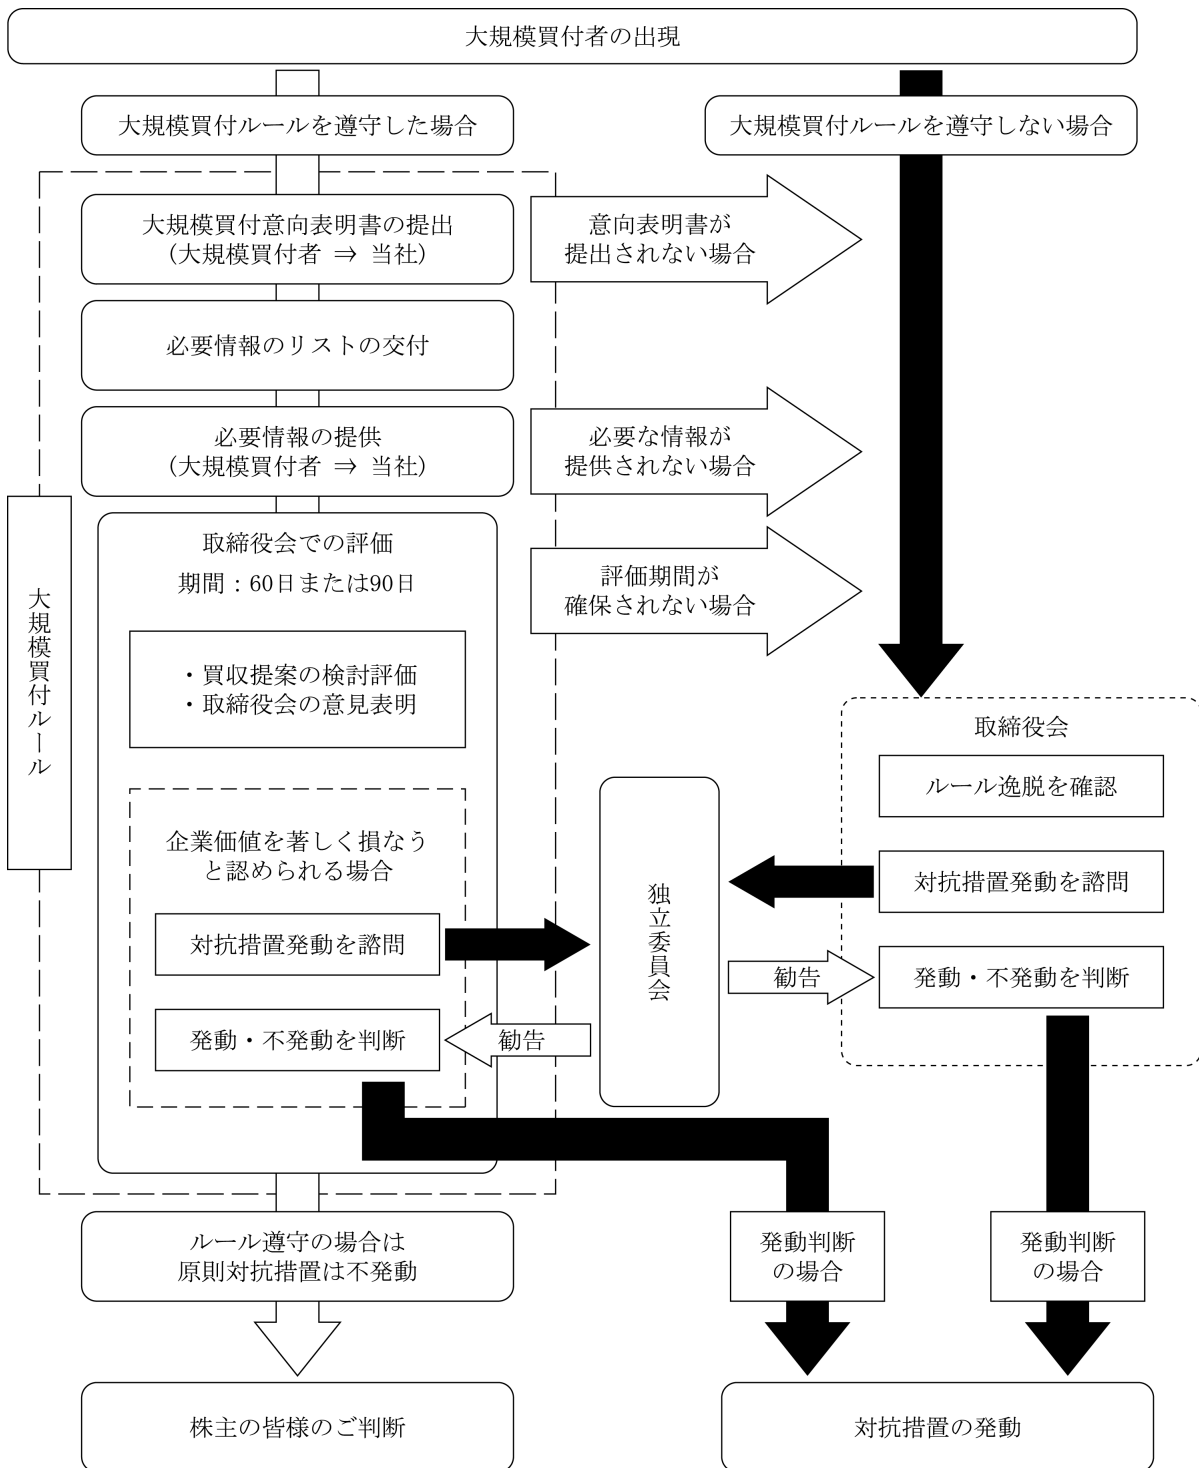 大規模買付者の出現
大規模買付ルールを遵守した場合
大規模買付ルールを遵守しない場合
大規模買付意向表明書の提出
(大規模買付者 ⇒ 当社)
意向表明書が
提出されない場合
必要情報のリストの交付
必要情報の提供
(大規模買付者 ⇒ 当社)
必要な情報が
提供されない場合
大規模買付ルール
取締役会での評価
期間：60日または90日
評価期間が
確保されない場合
・買収提案の検討評価
・取締役会の意見表明
企業価値を著しく損なう
と認められる場合
対抗措置発動を諮問
発動・不発動を判断
勧告
独立委員会
取締役会
ルール逸脱を確認
対抗措置発動を諮問
勧告
発動・不発動を判断
ルール遵守の場合は
原則対抗措置は不発動
発動判断
の場合
発動判断
の場合
株主の皆様のご判断
対抗措置の発動